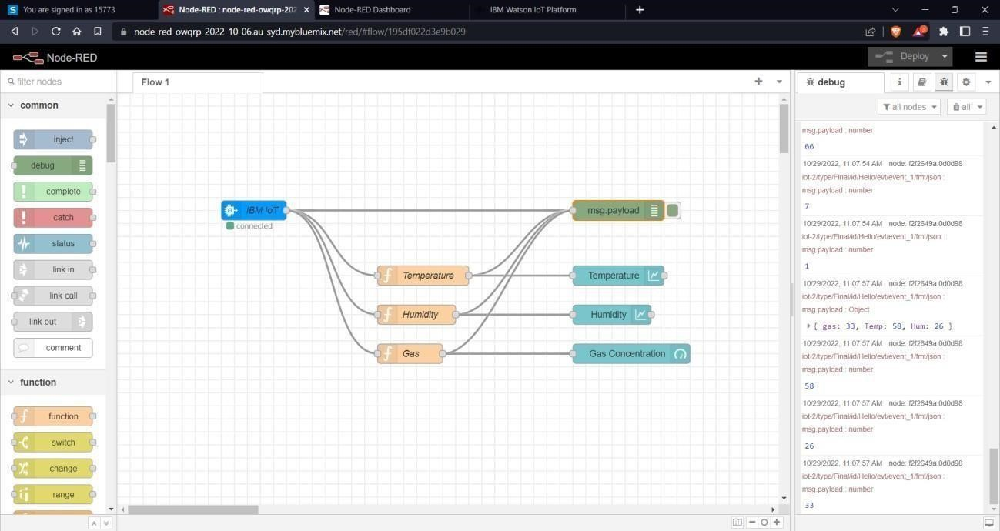 You are signed in as 15773
Node-RED : node-red-owqrp-202
Node-RED Dashboard
IBM Watson IoT Platform
node-red-owqrp-2022-10-06.au-syd.mybluemix.net/red/#flow/195df022d3e9b029
Node-RED
Deploy
filter nodes
Flow 1
common
inject
debug
complete
catch
status
link in
link call
link out
comment
function
function
switch
change
range
IBM IoT
connected
msg.payload
Temperature
Temperature
Humidity
Humidity
Gas
Gas Concentration
debug
all nodes
all
msg.payload : number
66
10/29/2022, 11:07:54 AM node: f2f2649a.0d0d98
iot-2/type/Final/id/Hello/evt/event_1/fmt/json :
msg.payload : number
7
10/29/2022, 11:07:54 AM node: f2f2649a.0d0d98
iot-2/type/Final/id/Hello/evt/event_1/fmt/json :
msg.payload : number
1
10/29/2022, 11:07:57 AM node: f2f2649a.0d0d98
iot-2/type/Final/id/Hello/evt/event_1/fmt/json :
msg.payload : Object
{ gas: 33, Temp: 58, Hum: 26 }
10/29/2022, 11:07:57 AM node: f2f2649a.0d0d98
iot-2/type/Final/id/Hello/evt/event_1/fmt/json :
msg.payload : number
58
10/29/2022, 11:07:57 AM node: f2f2649a.0d0d98
iot-2/type/Final/id/Hello/evt/event_1/fmt/json :
msg.payload : number
26
10/29/2022, 11:07:57 AM node: f2f2649a.0d0d98
iot-2/type/Final/id/Hello/evt/event_1/fmt/json :
msg.payload : number
33